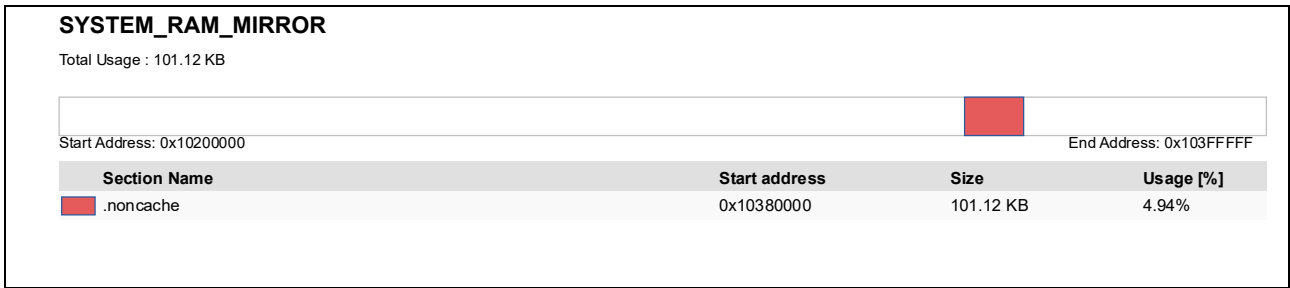 SYSTEM_RAM_MIRROR
Total Usage : 101.12 KB
Start Address: 0x10200000 End Address: 0x103FFFFF
Section Name Start address Size Usage [%]
.noncache 0x10380000 101.12 KB 4.94%